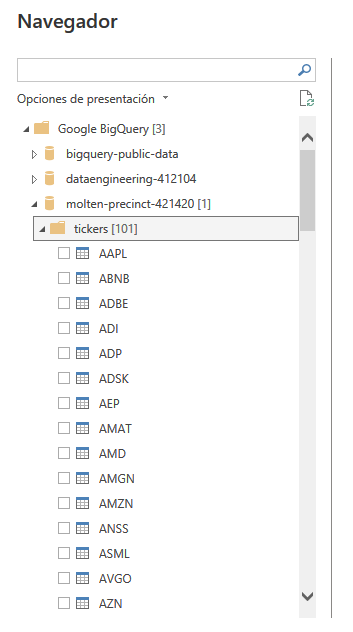 Navegador
Opciones de presentación
Google BigQuery [3]
bigquery-public-data
dataengineering-412104
molten-precinct-421420 [1]
tickers [101]
AAPL
ABNB
ADBE
ADI
ADP
ADSK
AEP
AMAT
AMD
AMGN
AMZN
ANSS
ASML
AVGO
AZN